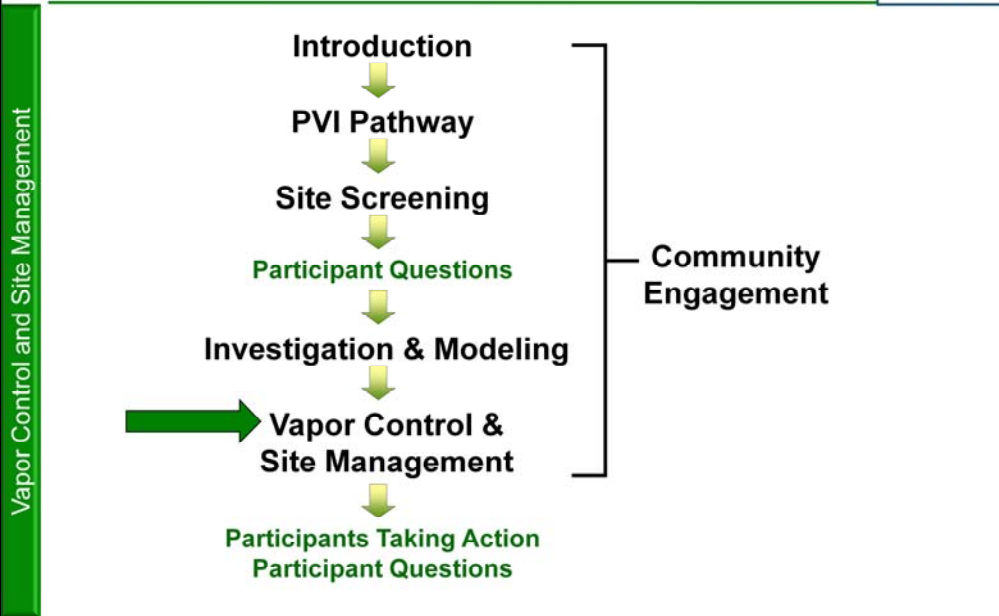 Vapor Control and Site Management
Introduction
PVI Pathway
Site Screening
Participant Questions
Investigation & Modeling
Vapor Control &
Site Management
Participants Taking Action
Participant Questions
Community
Engagement